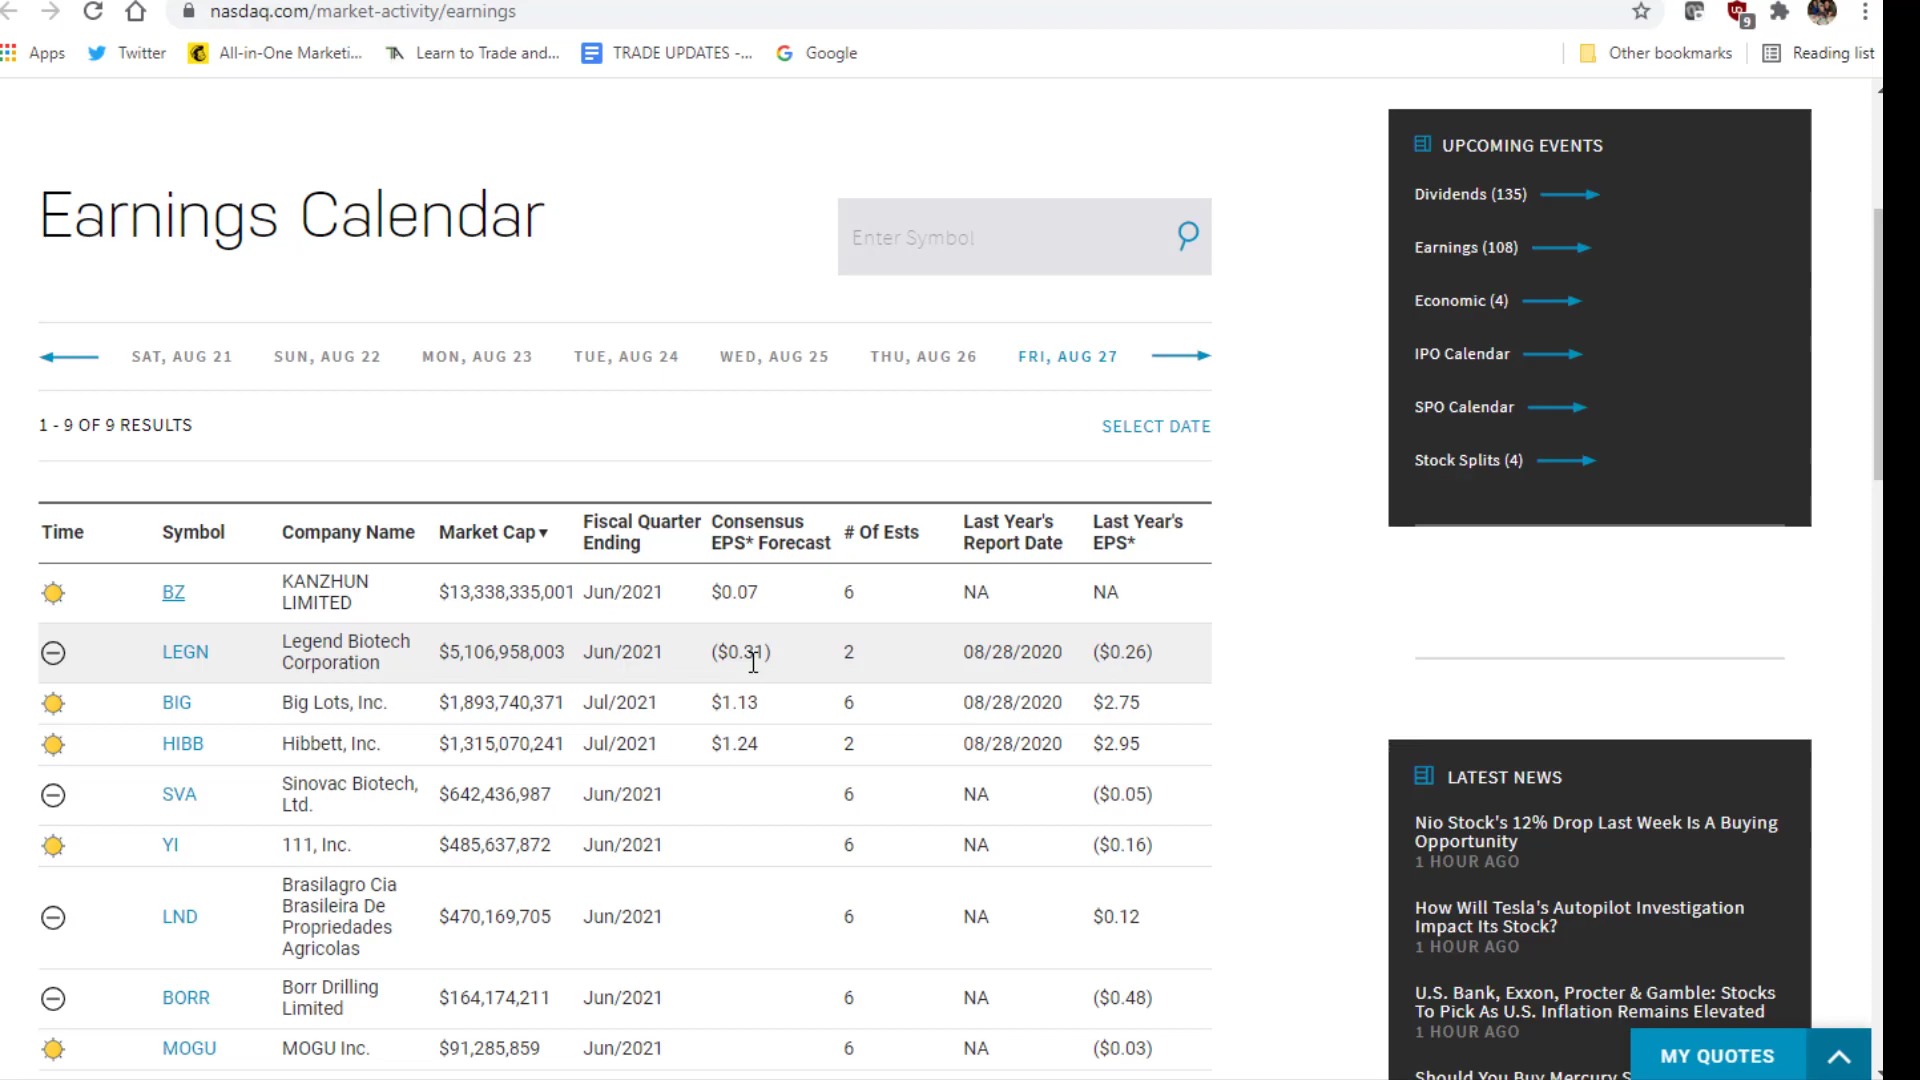 nasdaq.com/market-activity/earnings
9
Apps Twitter All-in-One Marketi... Learn to Trade and... TRADE UPDATES -... Google Other bookmarks Reading list
Earnings Calendar
Enter Symbol
SAT, AUG 21 SUN, AUG 22 MON, AUG 23 TUE, AUG 24 WED, AUG 25 THU, AUG 26 FRI, AUG 27
1 - 9 OF 9 RESULTS SELECT DATE
Time Symbol Company Name Market Cap Fiscal Quarter Ending Consensus EPS* Forecast # Of Ests Last Year's Report Date Last Year's EPS*
BZ KANZHUN LIMITED $13,338,335,001 Jun/2021 $0.07 6 NA NA
LEGN Legend Biotech Corporation $5,106,958,003 Jun/2021 ($0.31) 2 08/28/2020 ($0.26)
BIG Big Lots, Inc. $1,893,740,371 Jul/2021 $1.13 6 08/28/2020 $2.75
HIBB Hibbett, Inc. $1,315,070,241 Jul/2021 $1.24 2 08/28/2020 $2.95
SVA Sinovac Biotech, Ltd. $642,436,987 Jun/2021 6 NA ($0.05)
YI 111, Inc. $485,637,872 Jun/2021 6 NA ($0.16)
LND Brasilagro Cia Brasileira De Propriedades Agricolas $470,169,705 Jun/2021 6 NA $0.12
BORR Borr Drilling Limited $164,174,211 Jun/2021 6 NA ($0.48)
MOGU MOGU Inc. $91,285,859 Jun/2021 6 NA ($0.03)
UPCOMING EVENTS
Dividends (135)
Earnings (108)
Economic (4)
IPO Calendar
SPO Calendar
Stock Splits (4)
LATEST NEWS
Nio Stock's 12% Drop Last Week Is A Buying
Opportunity
1 HOUR AGO
How Will Tesla's Autopilot Investigation
Impact Its Stock?
1 HOUR AGO
U.S. Bank, Exxon, Procter & Gamble: Stocks
To Pick As U.S. Inflation Remains Elevated
1 HOUR AGO
Should You Buy Mercury
MY QUOTES